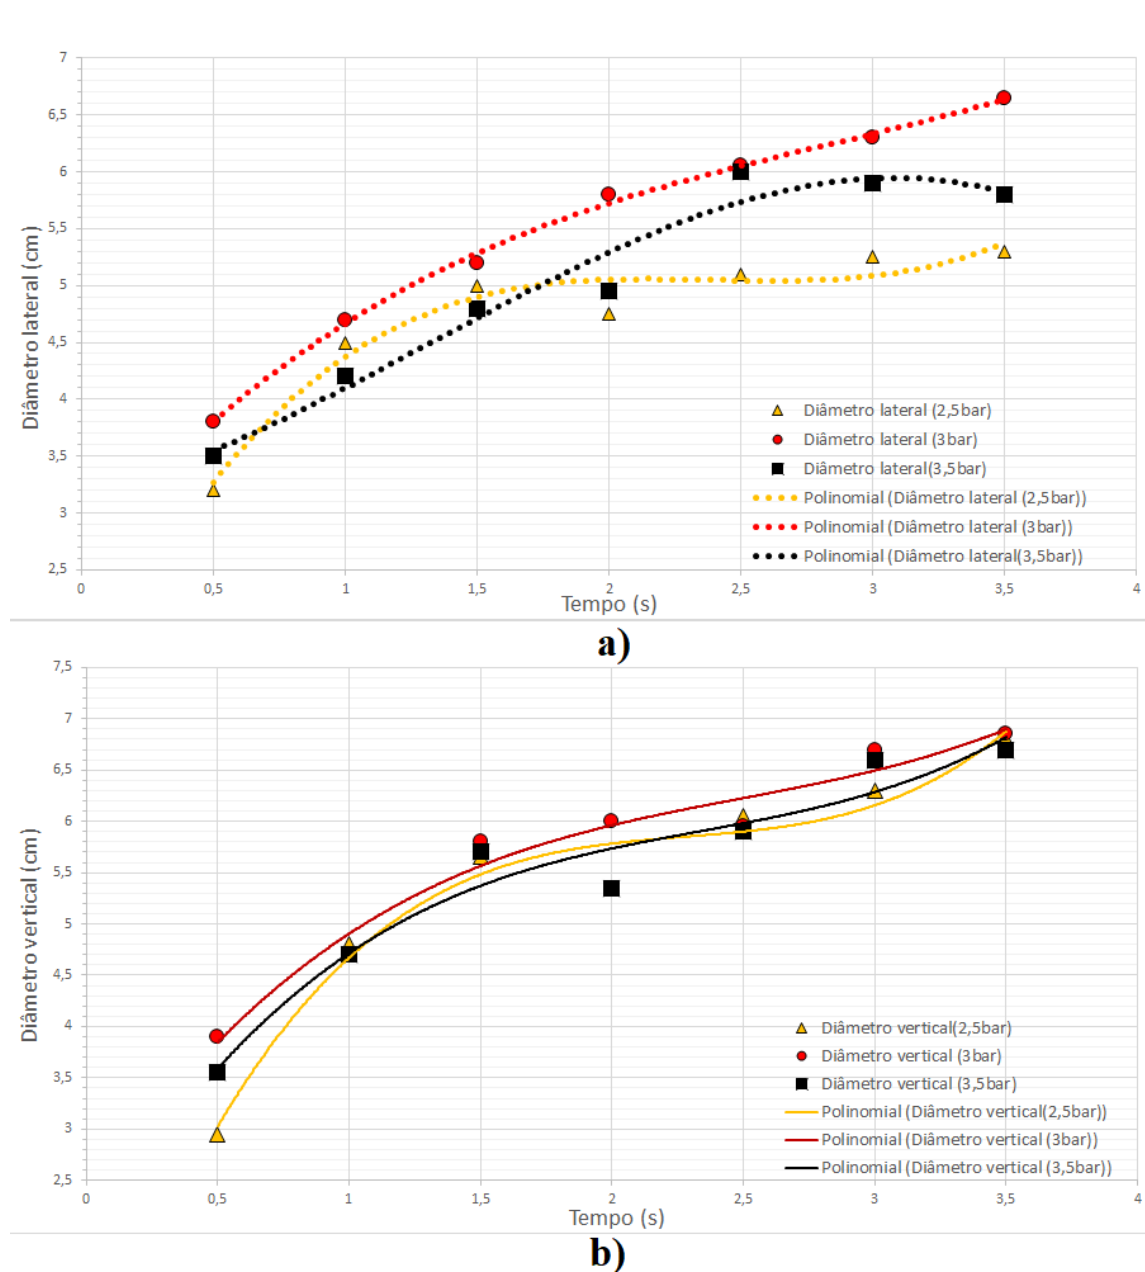 7
6,5
6
5,5
5
4,5
4
3,5
3
2,5
Diâmetro lateral (cm)
Diâmetro lateral (2,5bar)
Diâmetro lateral (3bar)
Diâmetro lateral(3,5bar)
Polinomial (Diâmetro lateral (2,5bar))
Polinomial (Diâmetro lateral (3bar))
Polinomial (Diâmetro lateral(3,5bar))
0 0,5 1 1,5 2 2,5 3 3,5 4
Tempo (s)
a)
7,5
7
6,5
6
5,5
5
4,5
4
3,5
3
2,5
Diâmetro vertical (cm)
Diâmetro vertical(2,5bar)
Diâmetro vertical (3bar)
Diâmetro vertical (3,5bar)
Polinomial (Diâmetro vertical(2,5bar))
Polinomial (Diâmetro vertical (3bar))
Polinomial (Diâmetro vertical (3,5bar))
0 0,5 1 1,5 2 2,5 3 3,5 4
Tempo (s)
b)